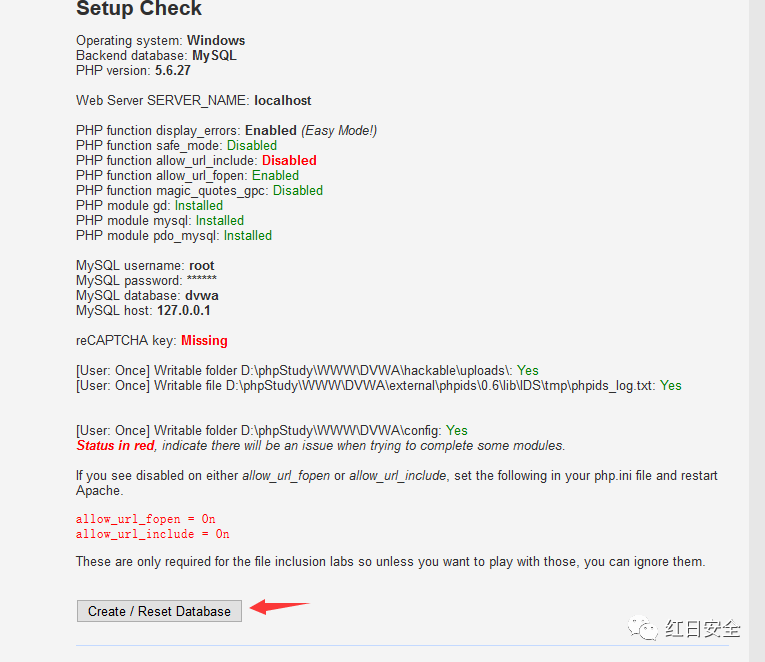 Setup Check
Operating system: Windows
Backend database: MySQL
PHP version: 5.6.27
Web Server SERVER_NAME: localhost
PHP function display_errors: Enabled (Easy Mode!)
PHP function safe_mode: Disabled
PHP function allow_url_include: Disabled
PHP function allow_url_fopen: Enabled
PHP function magic_quotes_gpc: Disabled
PHP module gd: Installed
PHP module mysql: Installed
PHP module pdo_mysql: Installed
MySQL username: root
MySQL password: ******
MySQL database: dvwa
MySQL host: 127.0.0.1
reCAPTCHA key: Missing
[User: Once] Writable folder D:\phpStudy\WWW\DVWA\hackable\uploads\: Yes
[User: Once] Writable file D:\phpStudy\WWW\DVWA\external\phpids\0.6\lib\IDS\tmp\phpids_log.txt: Yes
[User: Once] Writable folder D:\phpStudy\WWW\DVWA\config: Yes
Status in red, indicate there will be an issue when trying to complete some modules.
If you see disabled on either allow_url_fopen or allow_url_include, set the following in your php.ini file and restart
Apache.
allow_url_fopen = On
allow_url_include = On
These are only required for the file inclusion labs so unless you want to play with those, you can ignore them.
Create / Reset Database
红日安全